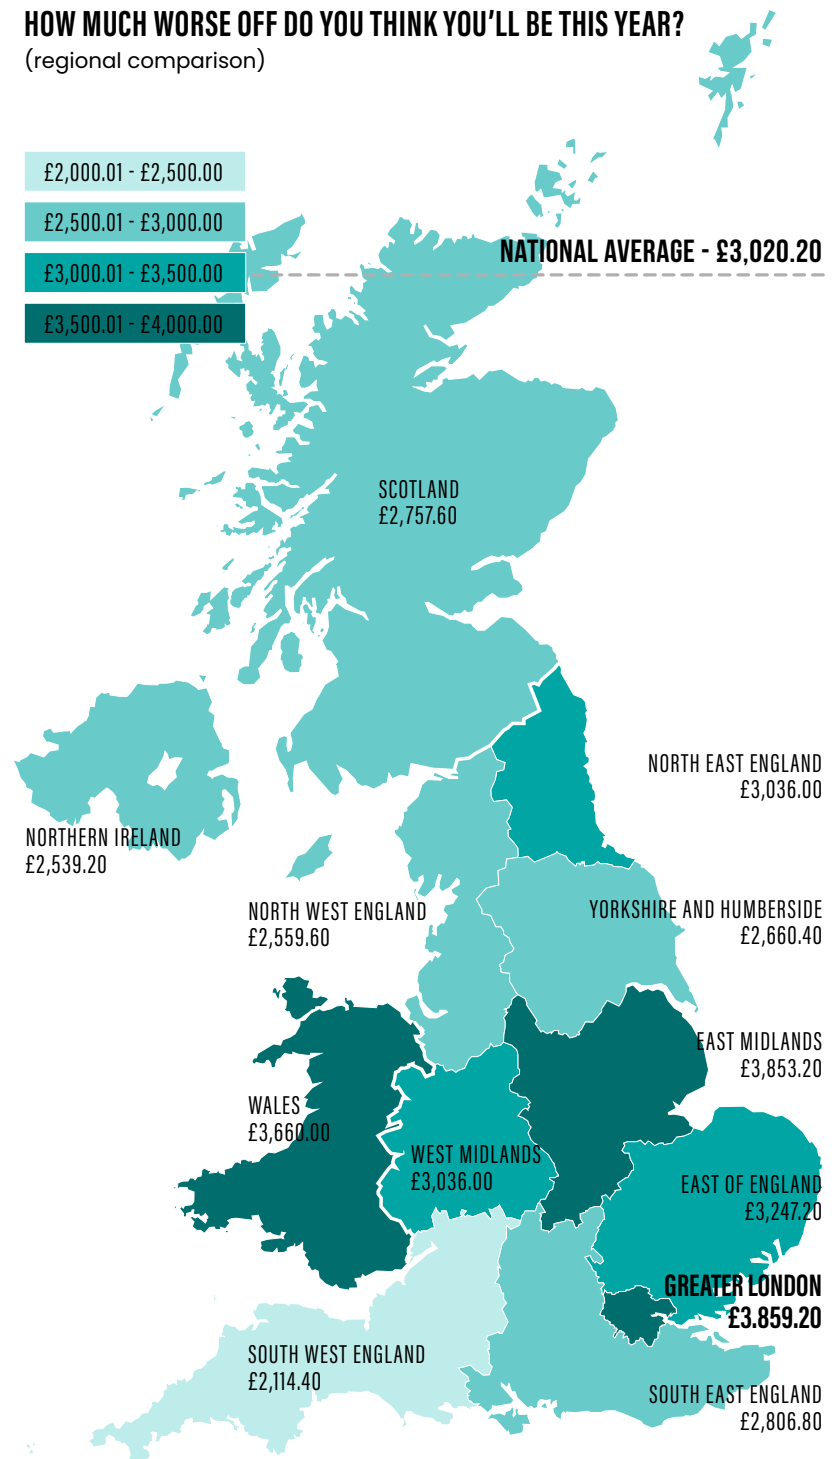 HOW MUCH WORSE OFF DO YOU THINK YOU'LL BE THIS YEAR?
(regional comparison)
£2,000.01 - £2,500.00
£2,500.01 - £3,000.00
£3,000.01 - £3,500.00
£3,500.01 - £4,000.00
NATIONAL AVERAGE - £3,020.20
SCOTLAND
£2,757.60
NORTH EAST ENGLAND
£3,036.00
NORTHERN IRELAND
£2,539.20
NORTH WEST ENGLAND
£2,559.60
YORKSHIRE AND HUMBERSIDE
£2,660.40
EAST MIDLANDS
£3,853.20
WALES
£3,660.00
WEST MIDLANDS
£3,036.00
EAST OF ENGLAND
£3,247.20
GREATER LONDON
£3.859.20
SOUTH WEST ENGLAND
£2,114.40
SOUTH EAST ENGLAND
£2,806.80